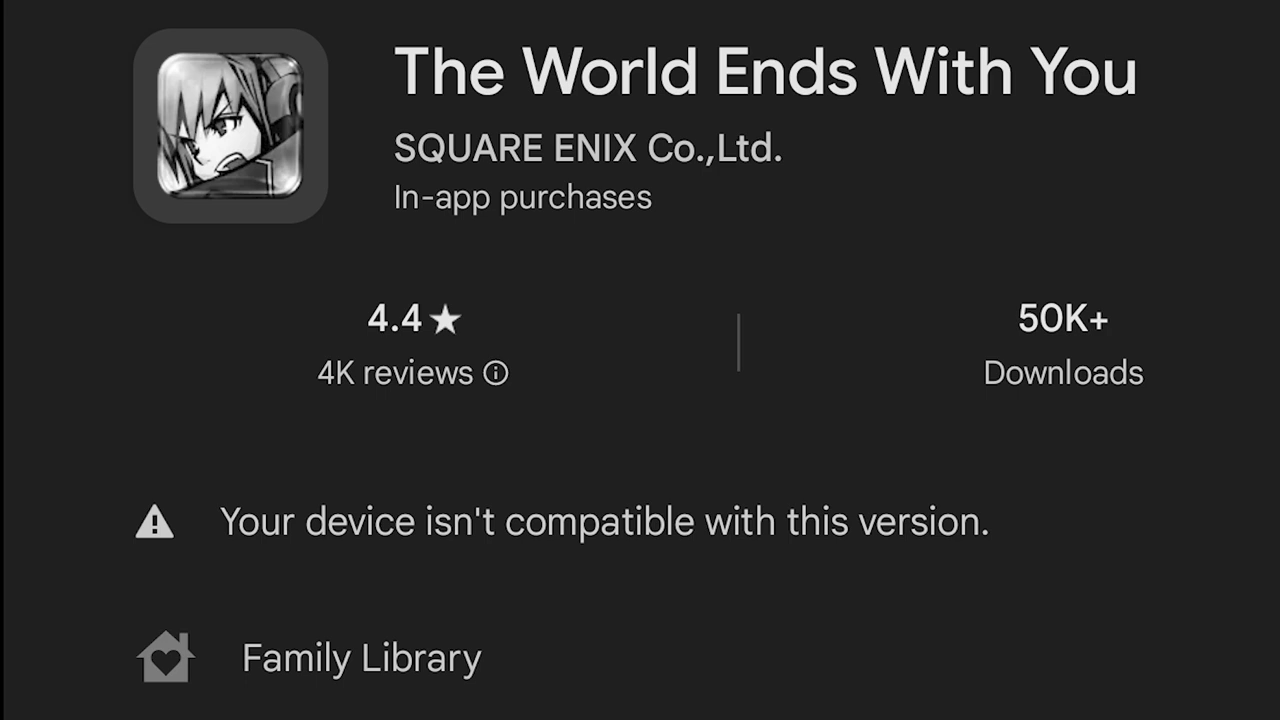 The World Ends With You
SQUARE ENIX Co.,Ltd.
In-app purchases
4.4★
50K+
4K reviews
Downloads
Your device isn't compatible with this version.
Family Library